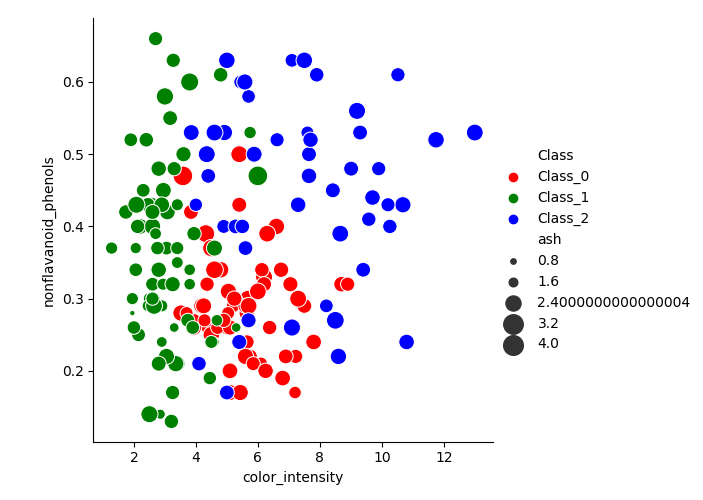 0.6
0.5
0.4
0.3
0.2
nonflavanoid_phenols
2 4 6 8 10 12
color_intensity
Class
Class_0
Class_1
Class_2
ash
0.8
1.6
2.4000000000000004
3.2
4.0